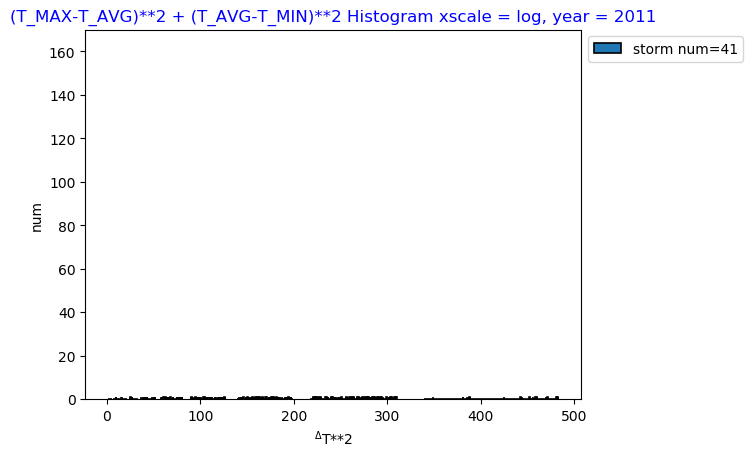 (T_MAX-T_AVG)**2 + (T_AVG-T_MIN)**2 Histogram xscale = log, year = 2011
storm num=41
num
160
140
120
100
80
60
40
20
0
0 100 200 300 400 500
ΔT**2